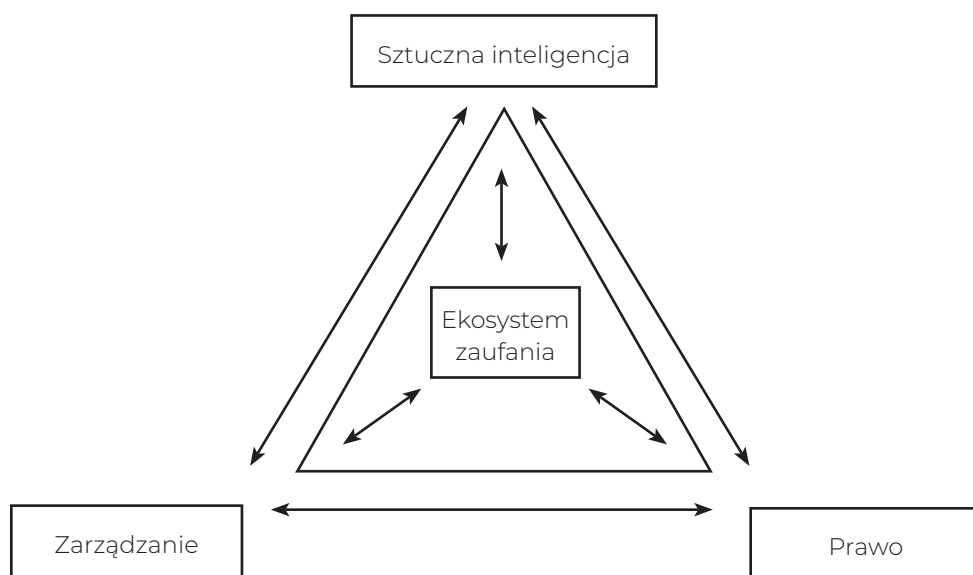 Sztuczna inteligencja
Ekosystem
zaufania
Zarządzanie
Prawo